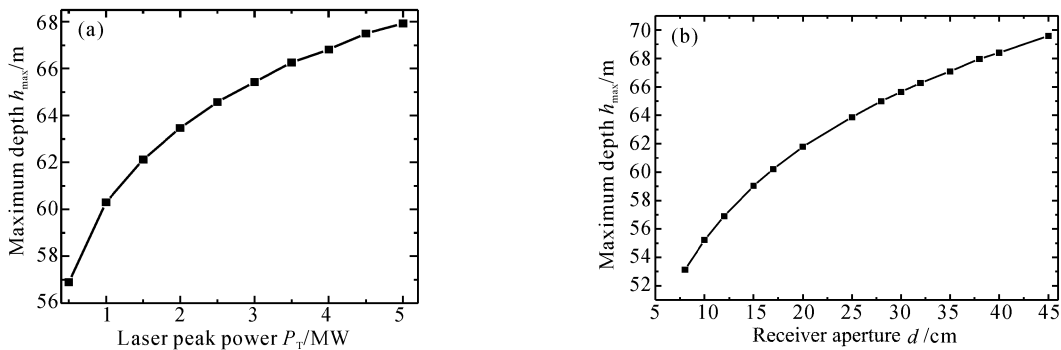 (a)
Maximum depth h_max/m
68
66
64
62
60
57
56
1 2 3 4 5
Laser peak power P_T/MW
(b)
Maximum depth h_max/m
70
68
66
64
62
60
58
56
54
52
5 10 15 20 25 30 35 40 45
Receiver aperture d /cm